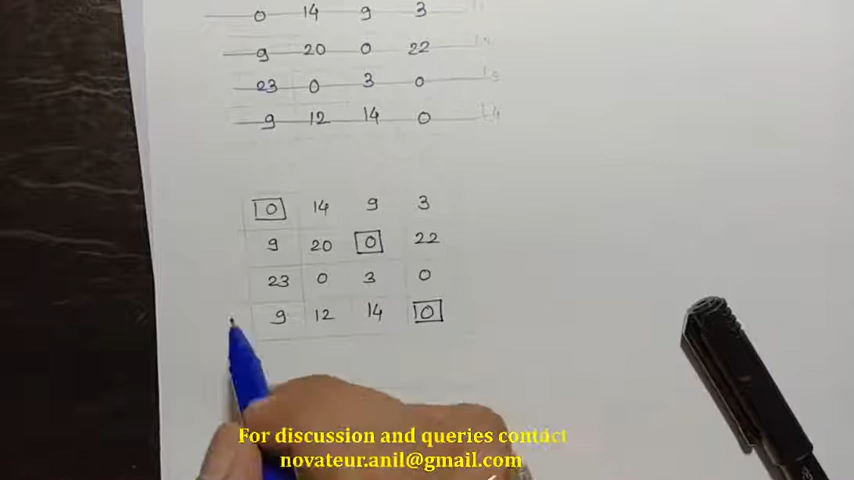 0 14 9 3
9 20 0 22
23 0 3 0
9 12 14 0 L4
0 14 9 3
9 20 0 22
23 0 3 0
9 12 14 0
For discussion and queries contact
novateur.anil@gmail.com